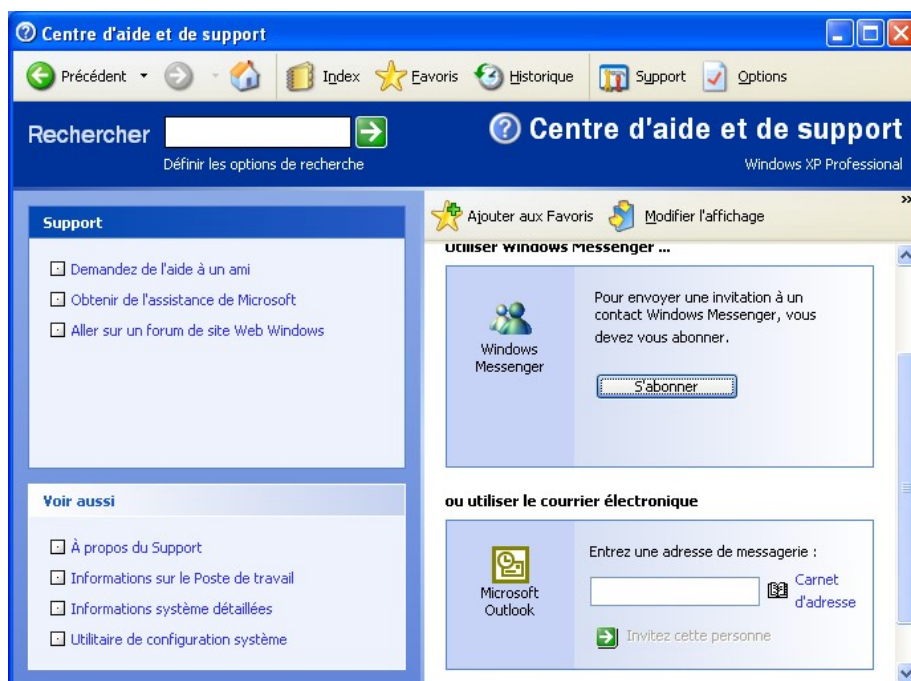 Centre d'aide et de support
Précédent
Index
Favoris
Historique
Support
Options
Rechercher
Définir les options de recherche
Centre d'aide et de support
Windows XP Professional
Support
Demandez de l'aide à un ami
Obtenir de l'assistance de Microsoft
Aller sur un forum de site Web Windows
Voir aussi
À propos du Support
Informations sur le Poste de travail
Informations système détaillées
Utilitaire de configuration système
Ajouter aux Favoris
Modifier l'affichage
Utiliser Windows Messenger ...
Windows
Messenger
Pour envoyer une invitation à un
contact Windows Messenger, vous
devez vous abonner.
S'abonner
ou utiliser le courrier électronique
Microsoft
Outlook
Entrez une adresse de messagerie :
Carnet
d'adresse
Invitez cette personne